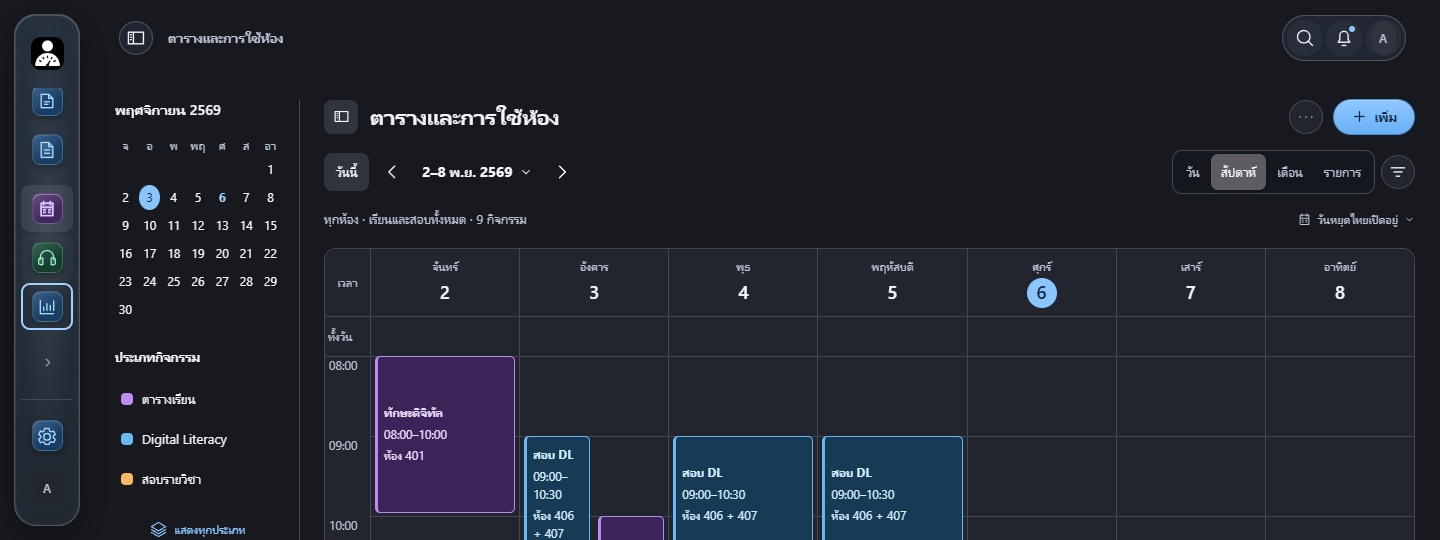 ตารางและการใช้ห้อง
A
พฤศจิกายน 2569
จ อ พ พฤ ศ ส อา
1
2 3 4 5 6 7 8
9 10 11 12 13 14 15
16 17 18 19 20 21 22
23 24 25 26 27 28 29
30
ประเภทกิจกรรม
ตารางเรียน
Digital Literacy
สอบรายวิชา
แสดงทุกประเภท
A
ตารางและการใช้ห้อง
เพิ่ม
วันนี้ 2–8 พ.ย. 2569
วัน สัปดาห์ เดือน รายการ
ทุกห้อง · เรียนและสอบทั้งหมด · 9 กิจกรรม
วันหยุดไทยเปิดอยู่
เวลา จันทร์ อังคาร พุธ พฤหัสบดี ศุกร์ เสาร์ อาทิตย์
2 3 4 5 6 7 8
ทั้งวัน
08:00
ทักษะดิจิทัล
08:00–10:00
ห้อง 401
09:00
สอบ DL
09:00–
10:30
ห้อง 406
+ 407
สอบ DL
09:00–10:30
ห้อง 406 + 407
สอบ DL
09:00–10:30
ห้อง 406 + 407
10:00